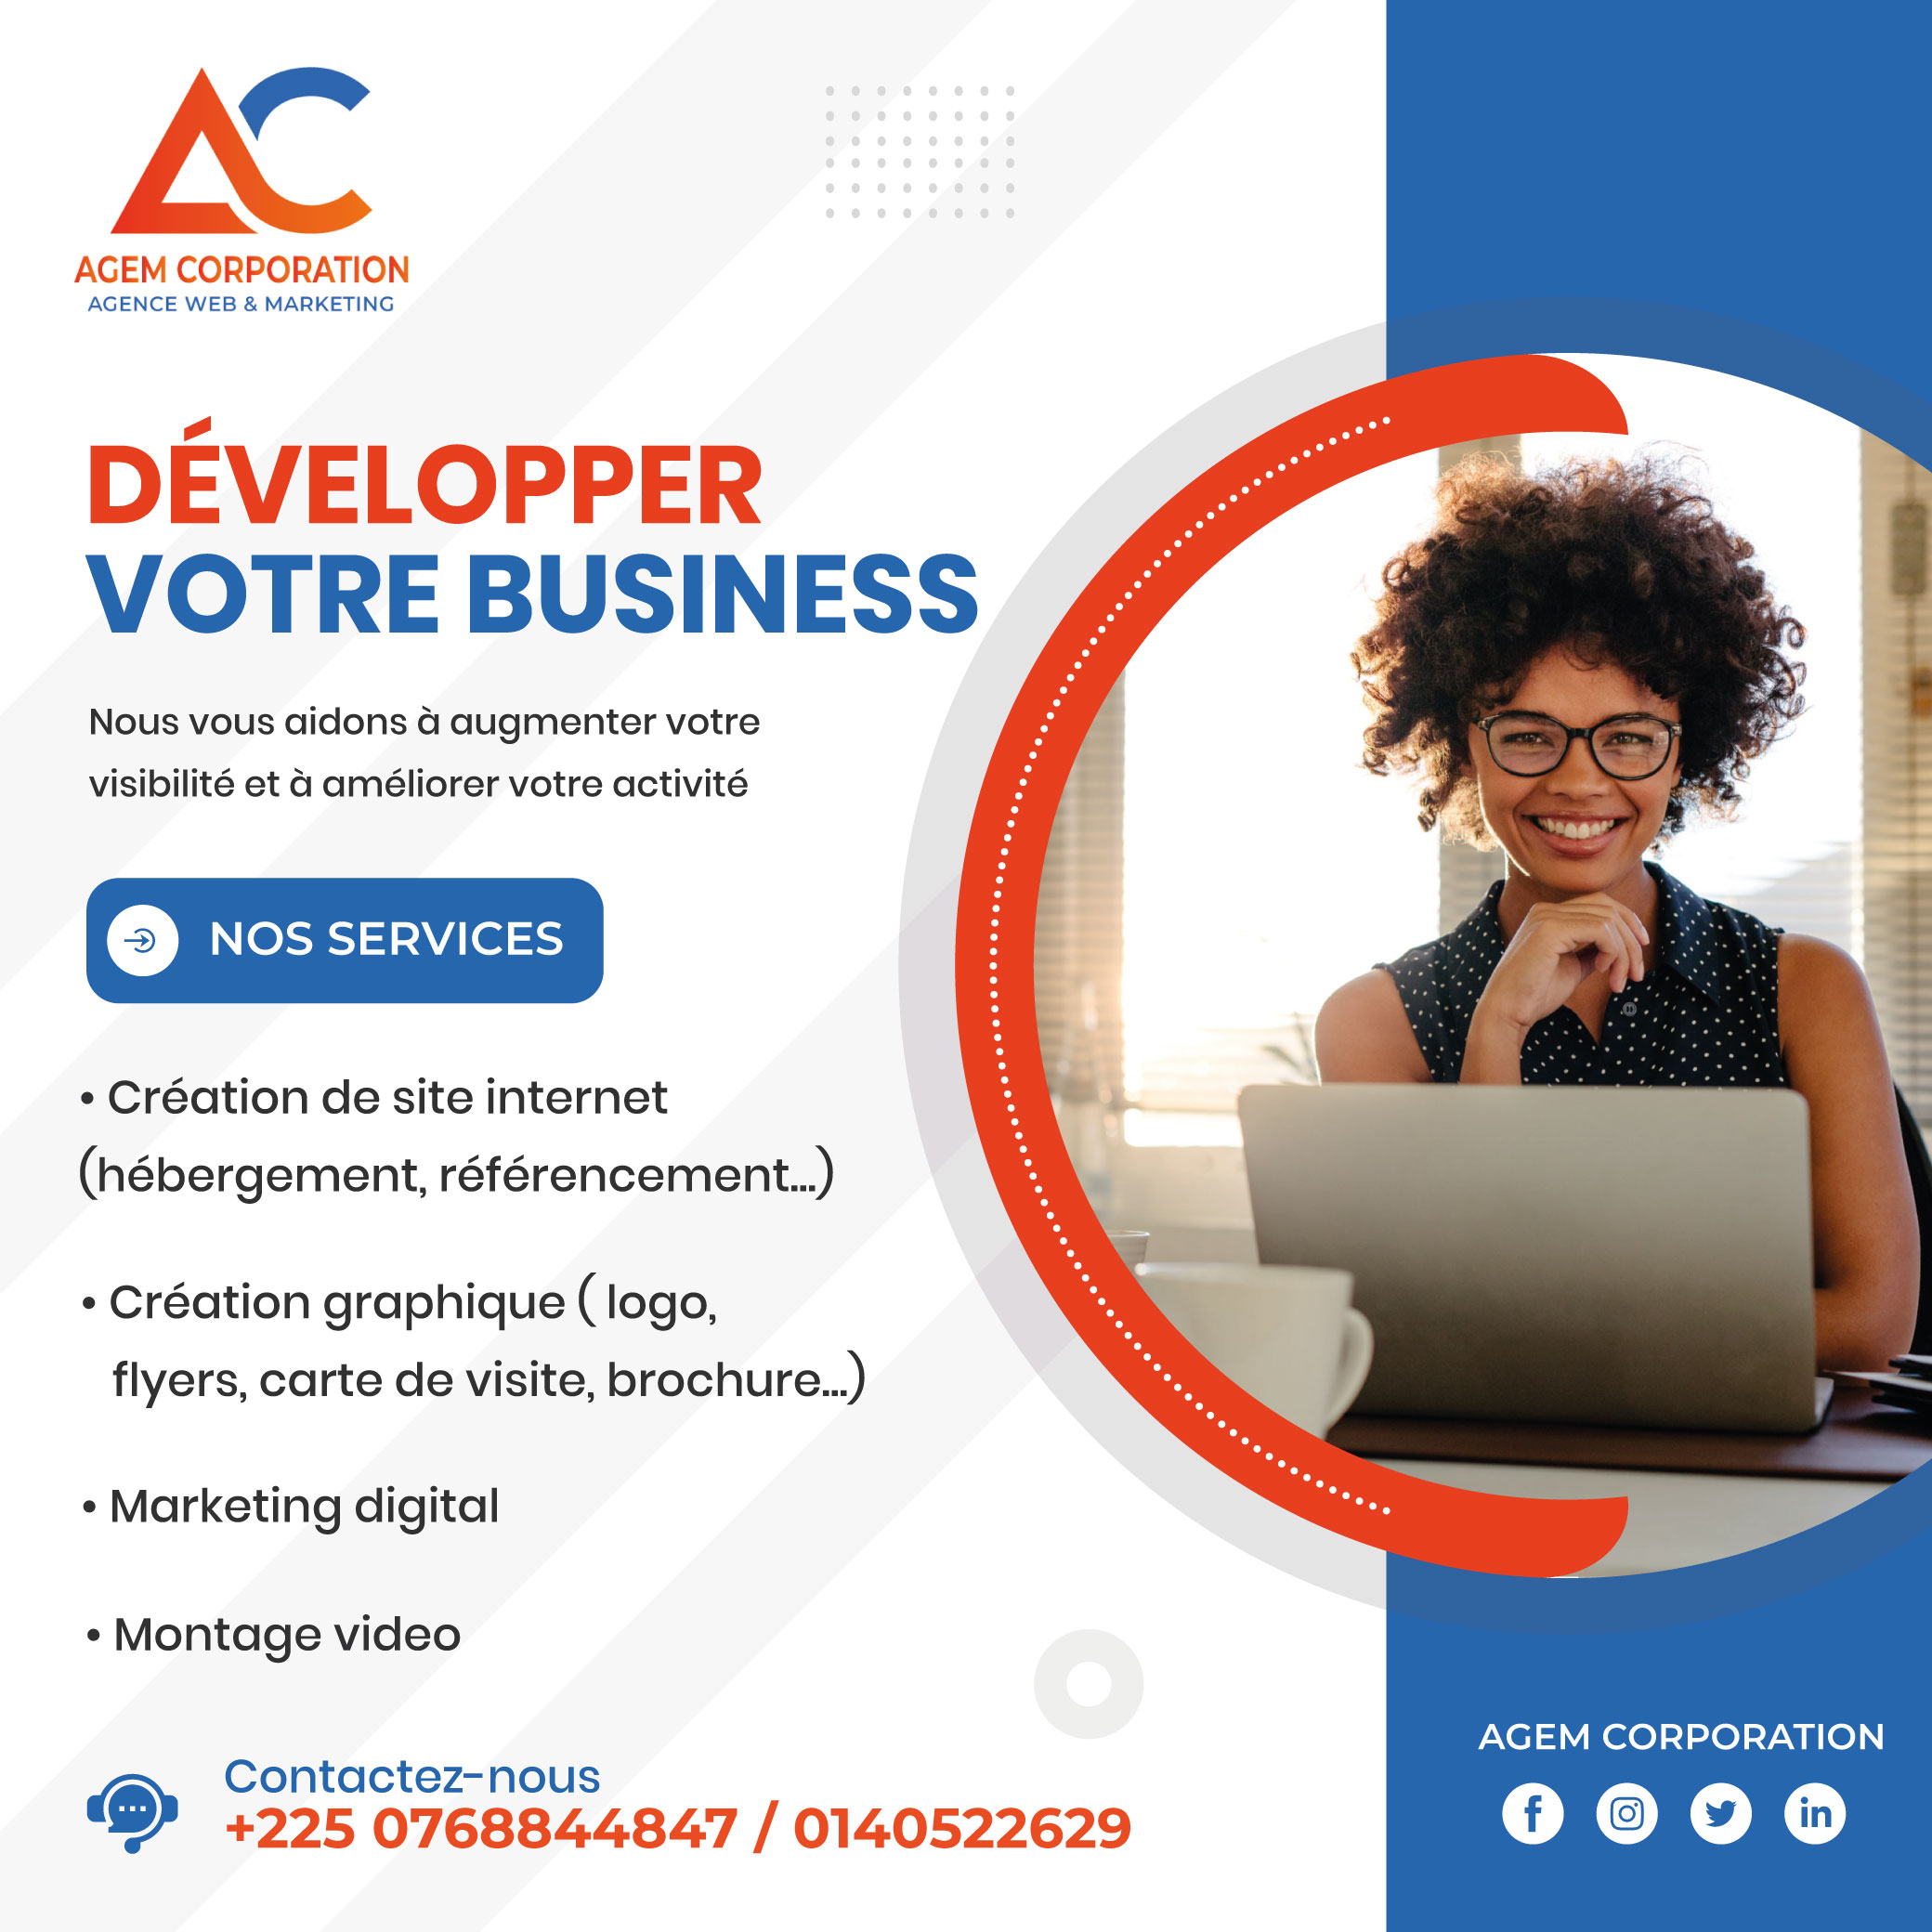 AC
AGEM CORPORATION
AGENCE WEB & MARKETING
DÉVELOPPER
VOTRE BUSINESS
Nous vous aidons à augmenter votre
visibilité et à améliorer votre activité
NOS SERVICES
• Création de site internet
(hébergement, référencement...)
• Création graphique ( logo,
flyers, carte de visite, brochure...)
• Marketing digital
• Montage video
Contactez-nous
+225 0768844847 / 0140522629
AGEM CORPORATION